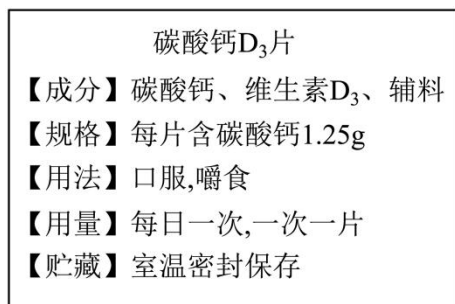 碳酸钙D₃片
【成分】碳酸钙、维生素D₃、辅料
【规格】每片含碳酸钙1.25g
【用法】口服,嚼食
【用量】每日一次,一次一片
【贮藏】室温密封保存